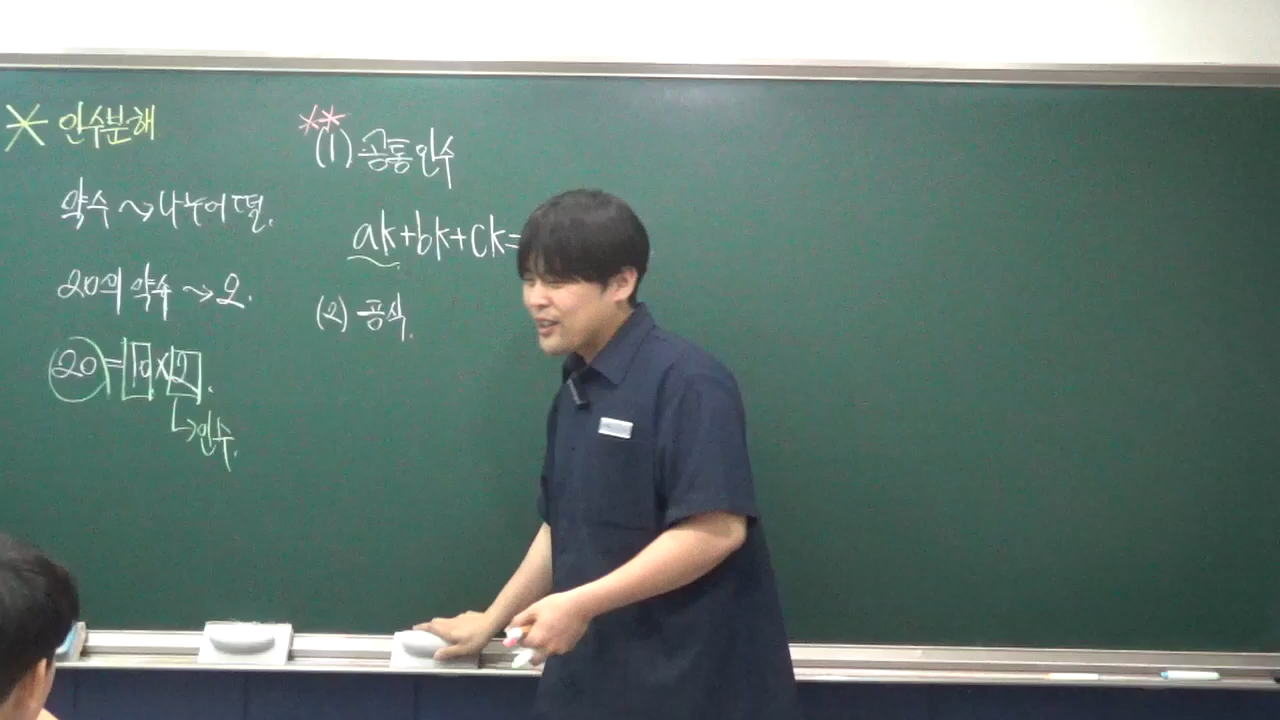 * 인수분해
약수 ~> 나누어떨.
20의 약수 ~> 2.
20 = 10 × 2.
↳ 인수.
**
(1) 공통인수
ak+bk+ck=
(2) 공식.